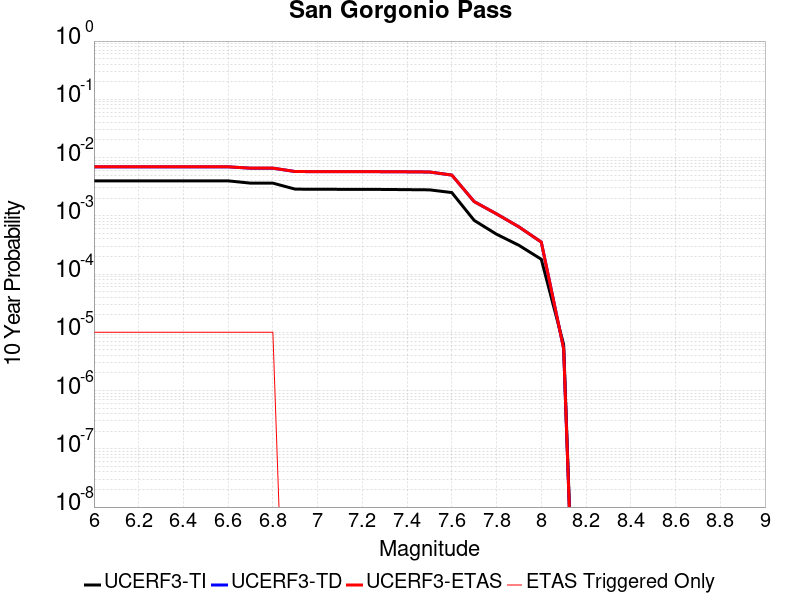 San Gorgonio Pass
10^0
10^-1
10^-2
10^-3
10^-4
10^-5
10^-6
10^-7
10^-8
10 Year Probability
6 6.2 6.4 6.6 6.8 7 7.2 7.4 7.6 7.8 8 8.2 8.4 8.6 8.8 9
Magnitude
UCERF3-TI UCERF3-TD UCERF3-ETAS ETAS Triggered Only